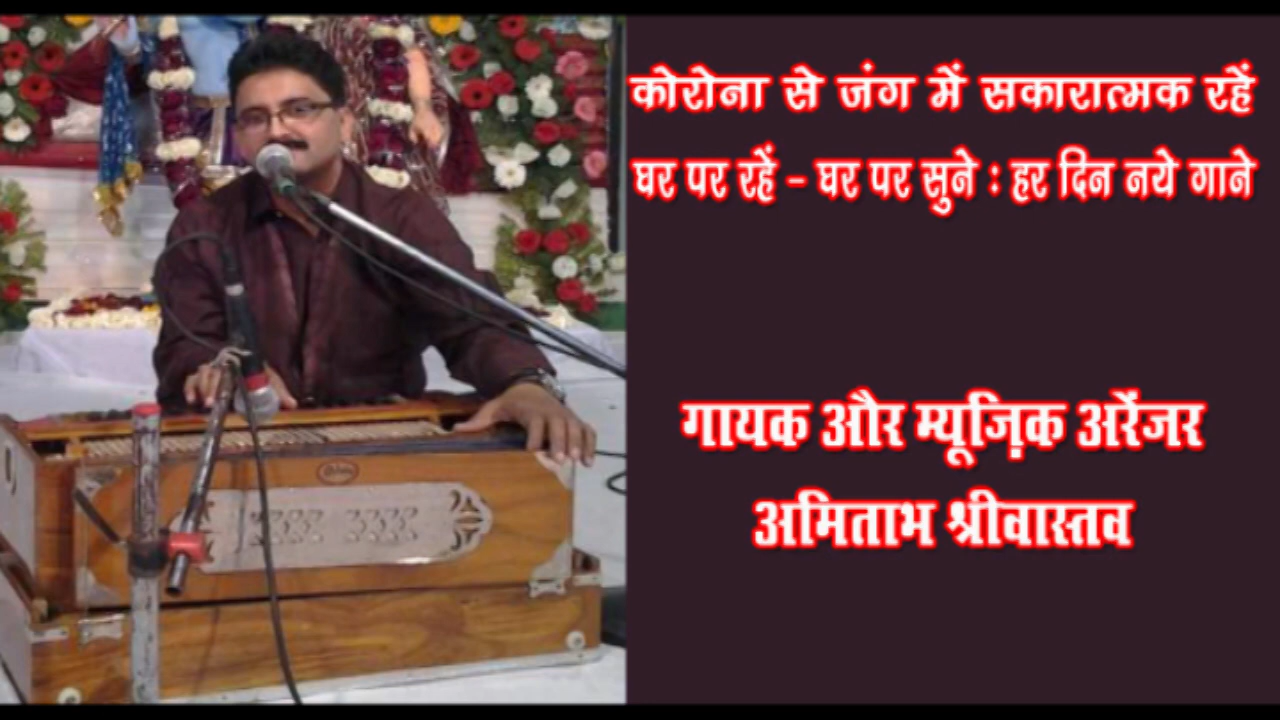 कोरोना से जंग में सकारात्मक रहें
घर पर रहें - घर पर सुने : हर दिन नये गाने
गायक और म्यूज़िक अरेंजर
अमिताभ श्रीवास्तव